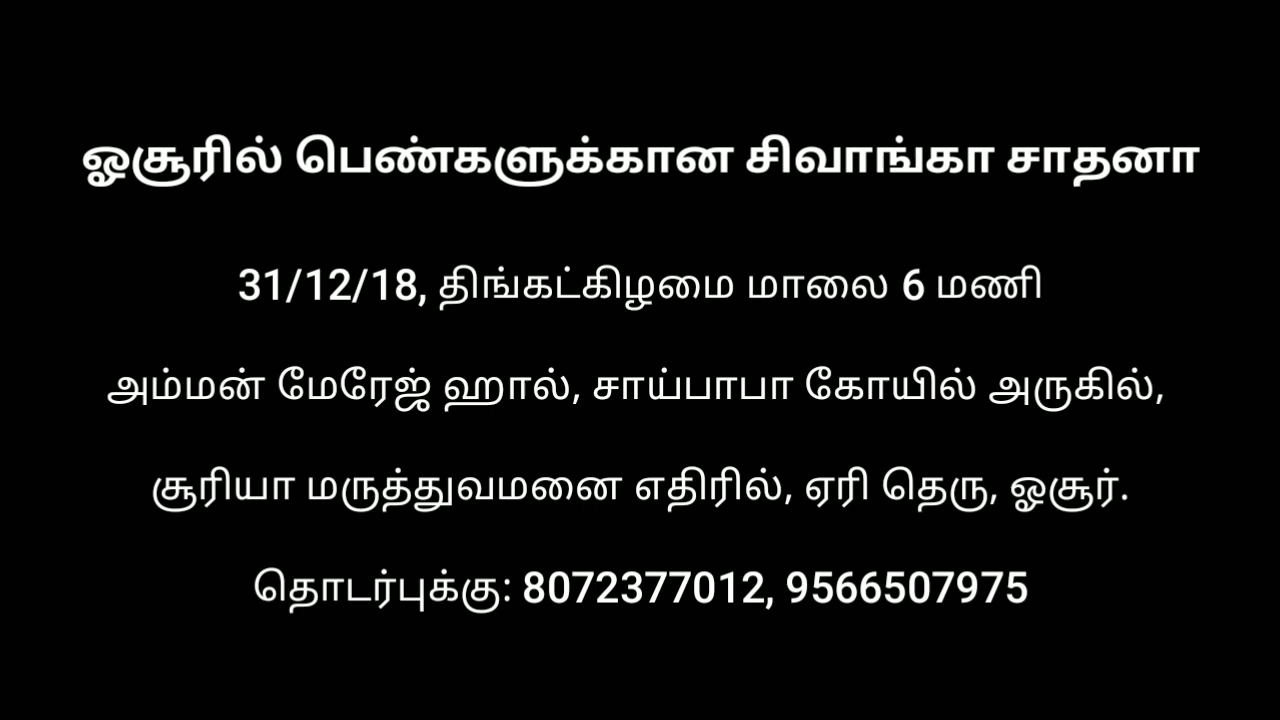 ஓசூரில் பெண்களுக்கான சிவாங்கா சாதனா
31/12/18, திங்கட்கிழமை மாலை 6 மணி
அம்மன் மேரேஜ் ஹால், சாய்பாபா கோயில் அருகில்,
சூரியா மருத்துவமனை எதிரில், ஏரி தெரு, ஓசூர்.
தொடர்புக்கு: 8072377012, 9566507975